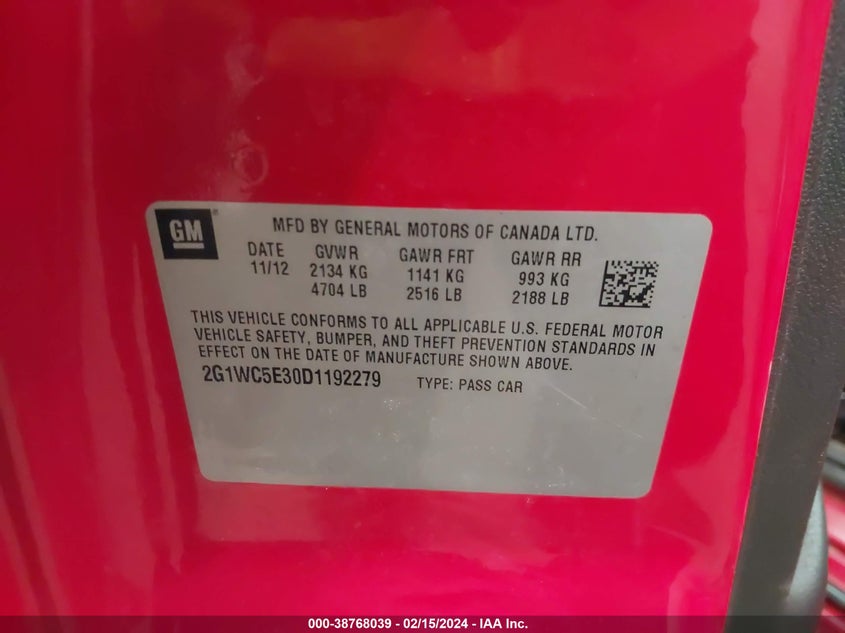 GM
MFD BY GENERAL MOTORS OF CANADA LTD.
DATE GVWR GAWR FRT GAWR RR
11/12 2134 KG 1141 KG 993 KG
4704 LB 2516 LB 2188 LB
THIS VEHICLE CONFORMS TO ALL APPLICABLE U.S. FEDERAL MOTOR
VEHICLE SAFETY, BUMPER, AND THEFT PREVENTION STANDARDS IN
EFFECT ON THE DATE OF MANUFACTURE SHOWN ABOVE.
2G1WC5E30D1192279 TYPE: PASS CAR
000-38768039 - 02/15/2024 - IAA Inc.